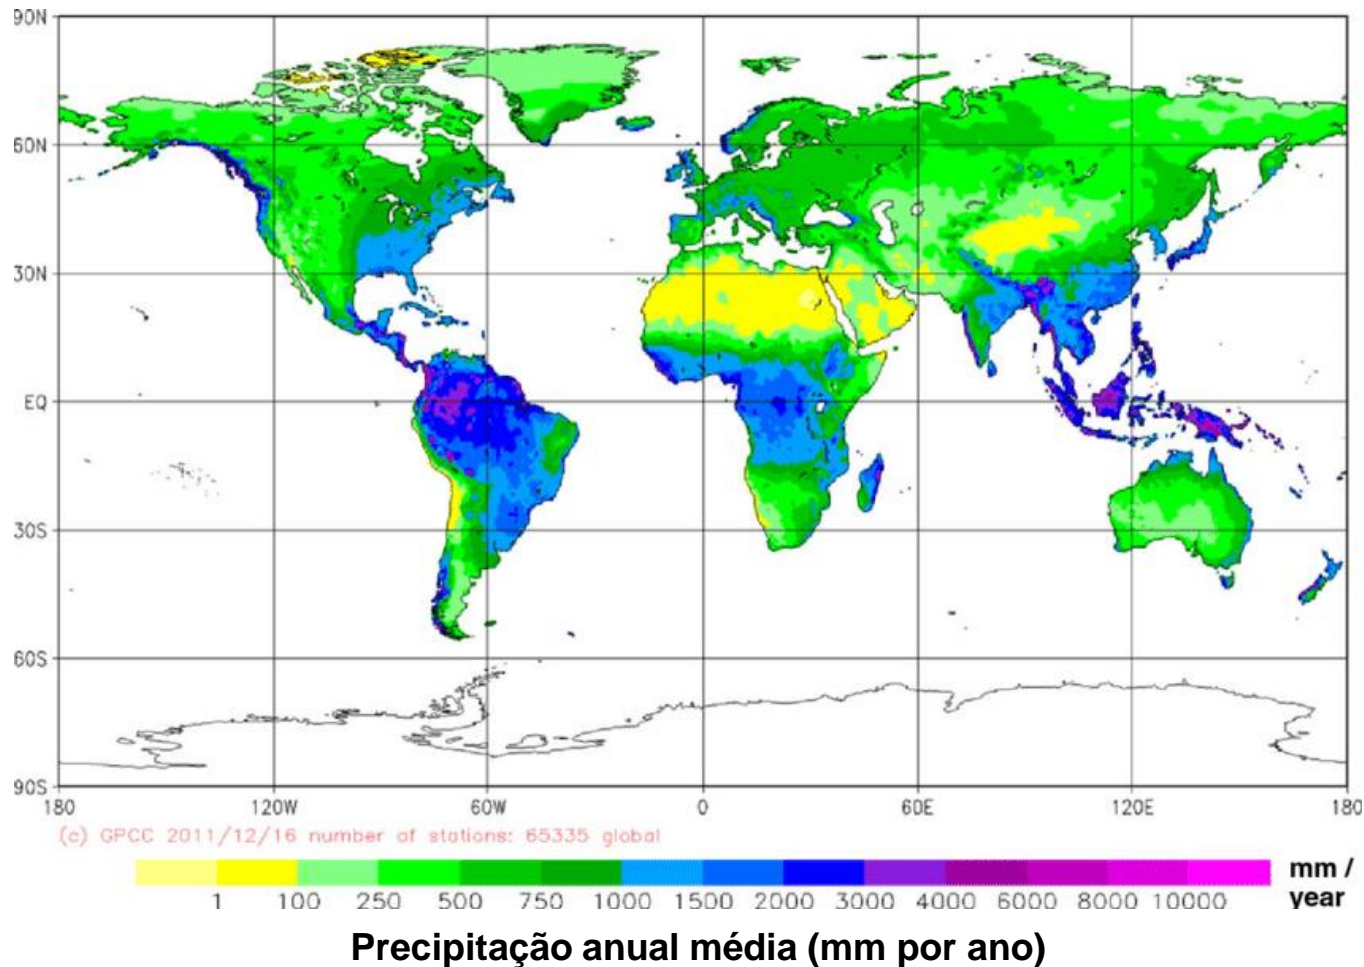 90N
60N
30N
EQ
30S
60S
90S
180 120W 60W 0 60E 120E 180
(c) GPCC 2011/12/16 number of stations: 65335 global
mm /
1 100 250 500 750 1000 1500 2000 3000 4000 6000 8000 10000 year
Precipitação anual média (mm por ano)